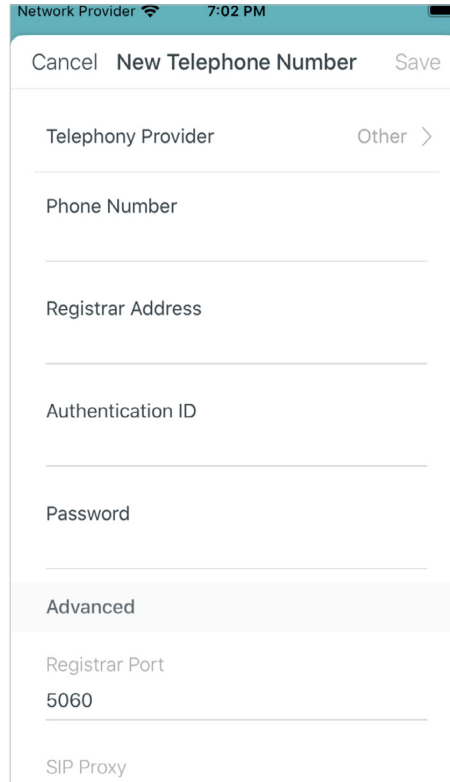 Network Provider 7:02 PM
Cancel New Telephone Number Save
Telephony Provider Other
Phone Number
Registrar Address
Authentication ID
Password
Advanced
Registrar Port
5060
SIP Proxy